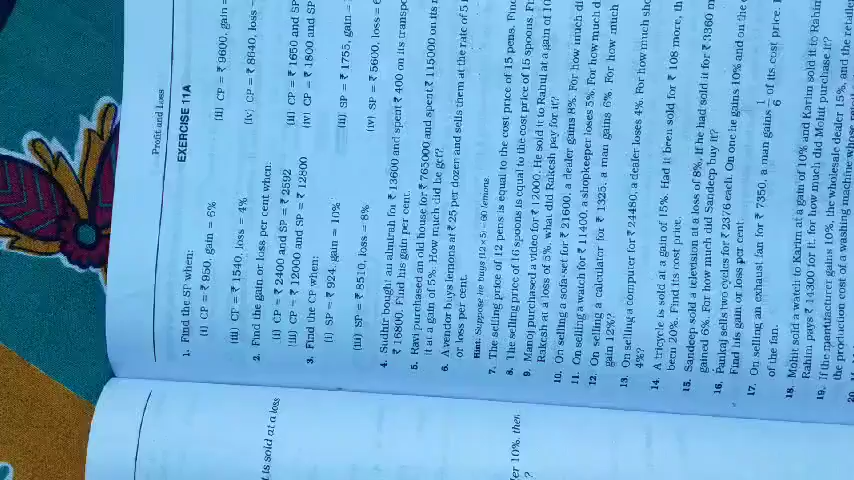 Profit and Loss
EXERCISE 11A
1. Find the SP when:
(i) CP = ₹ 950, gain = 6%
(ii) CP = ₹ 9600, gain =
(iii) CP = ₹ 1540, loss = 4%
(iv) CP = ₹ 8640, loss =
2. Find the gain or loss per cent when:
(i) CP = ₹ 2400 and SP = ₹ 2592
(ii) CP = ₹ 1650 and SP
(iii) CP = ₹ 12000 and SP = ₹ 12800
(iv) CP = ₹ 1800 and SP
3. Find the CP when:
(i) SP = ₹ 924, gain = 10%
(ii) SP = ₹ 1755, gain =
(iii) SP = ₹ 8510, loss = 8%
(iv) SP = ₹ 5600, loss =
4. Sudhir bought an almirah for ₹ 13600 and spent ₹ 400 on its transpo
₹ 16800. Find his gain per cent.
5. Ravi purchased an old house for ₹ 765000 and spent ₹ 115000 on its
it at a gain of 5%. How much did he get?
6. A vendor buys lemons at ₹ 25 per dozen and sells them at the rate of 5
or loss per cent.
Hint. Suppose he buys (12 × 5) = 60 lemons.
7. The selling price of 12 pens is equal to the cost price of 15 pens.
8. The selling price of 16 spoons is equal to the cost price of 15 spoons.
9. Manoj purchased a video for ₹ 12000. He sold it to Rahul at a gain of 10
Rakesh at a loss of 5%, what did Rakesh pay for it?
10. On selling a sofa-set for ₹ 21600, a dealer gains 8%. For how much di
11. On selling a watch for ₹ 11400, a shopkeeper loses 5%. For how much d
12. On selling a calculator for ₹ 1325, a man gains 6%. For how much
gain 12%?
13. On selling a computer for ₹ 24480, a dealer loses 4%. For how much sho
4%?
14. A tricycle is sold at a gain of 15%. Had it been sold for ₹ 108 more, th
been 20%. Find its cost price.
15. Sandeep sold a television at a loss of 8%. If he had sold it for ₹ 3360 m
gained 6%. For how much did Sandeep buy it?
16. Pankaj sells two cycles for ₹ 2376 each. On one he gains 10% and on the
Find his gain or loss per cent.
17. On selling an exhaust fan for ₹ 7350, a man gains 1/6 of its cost price.
of the fan.
18. Mohit sold a watch to Karim at a gain of 10% and Karim sold it to Rahim
Rahim pays ₹ 14300 for it, for how much did Mohit purchase it?
19. If the manufacturer gains 10%, the wholesale dealer 15%, and the retailer
the production cost of a washing machine whose retai
20.
t is sold at a loss
er 10%, then
?